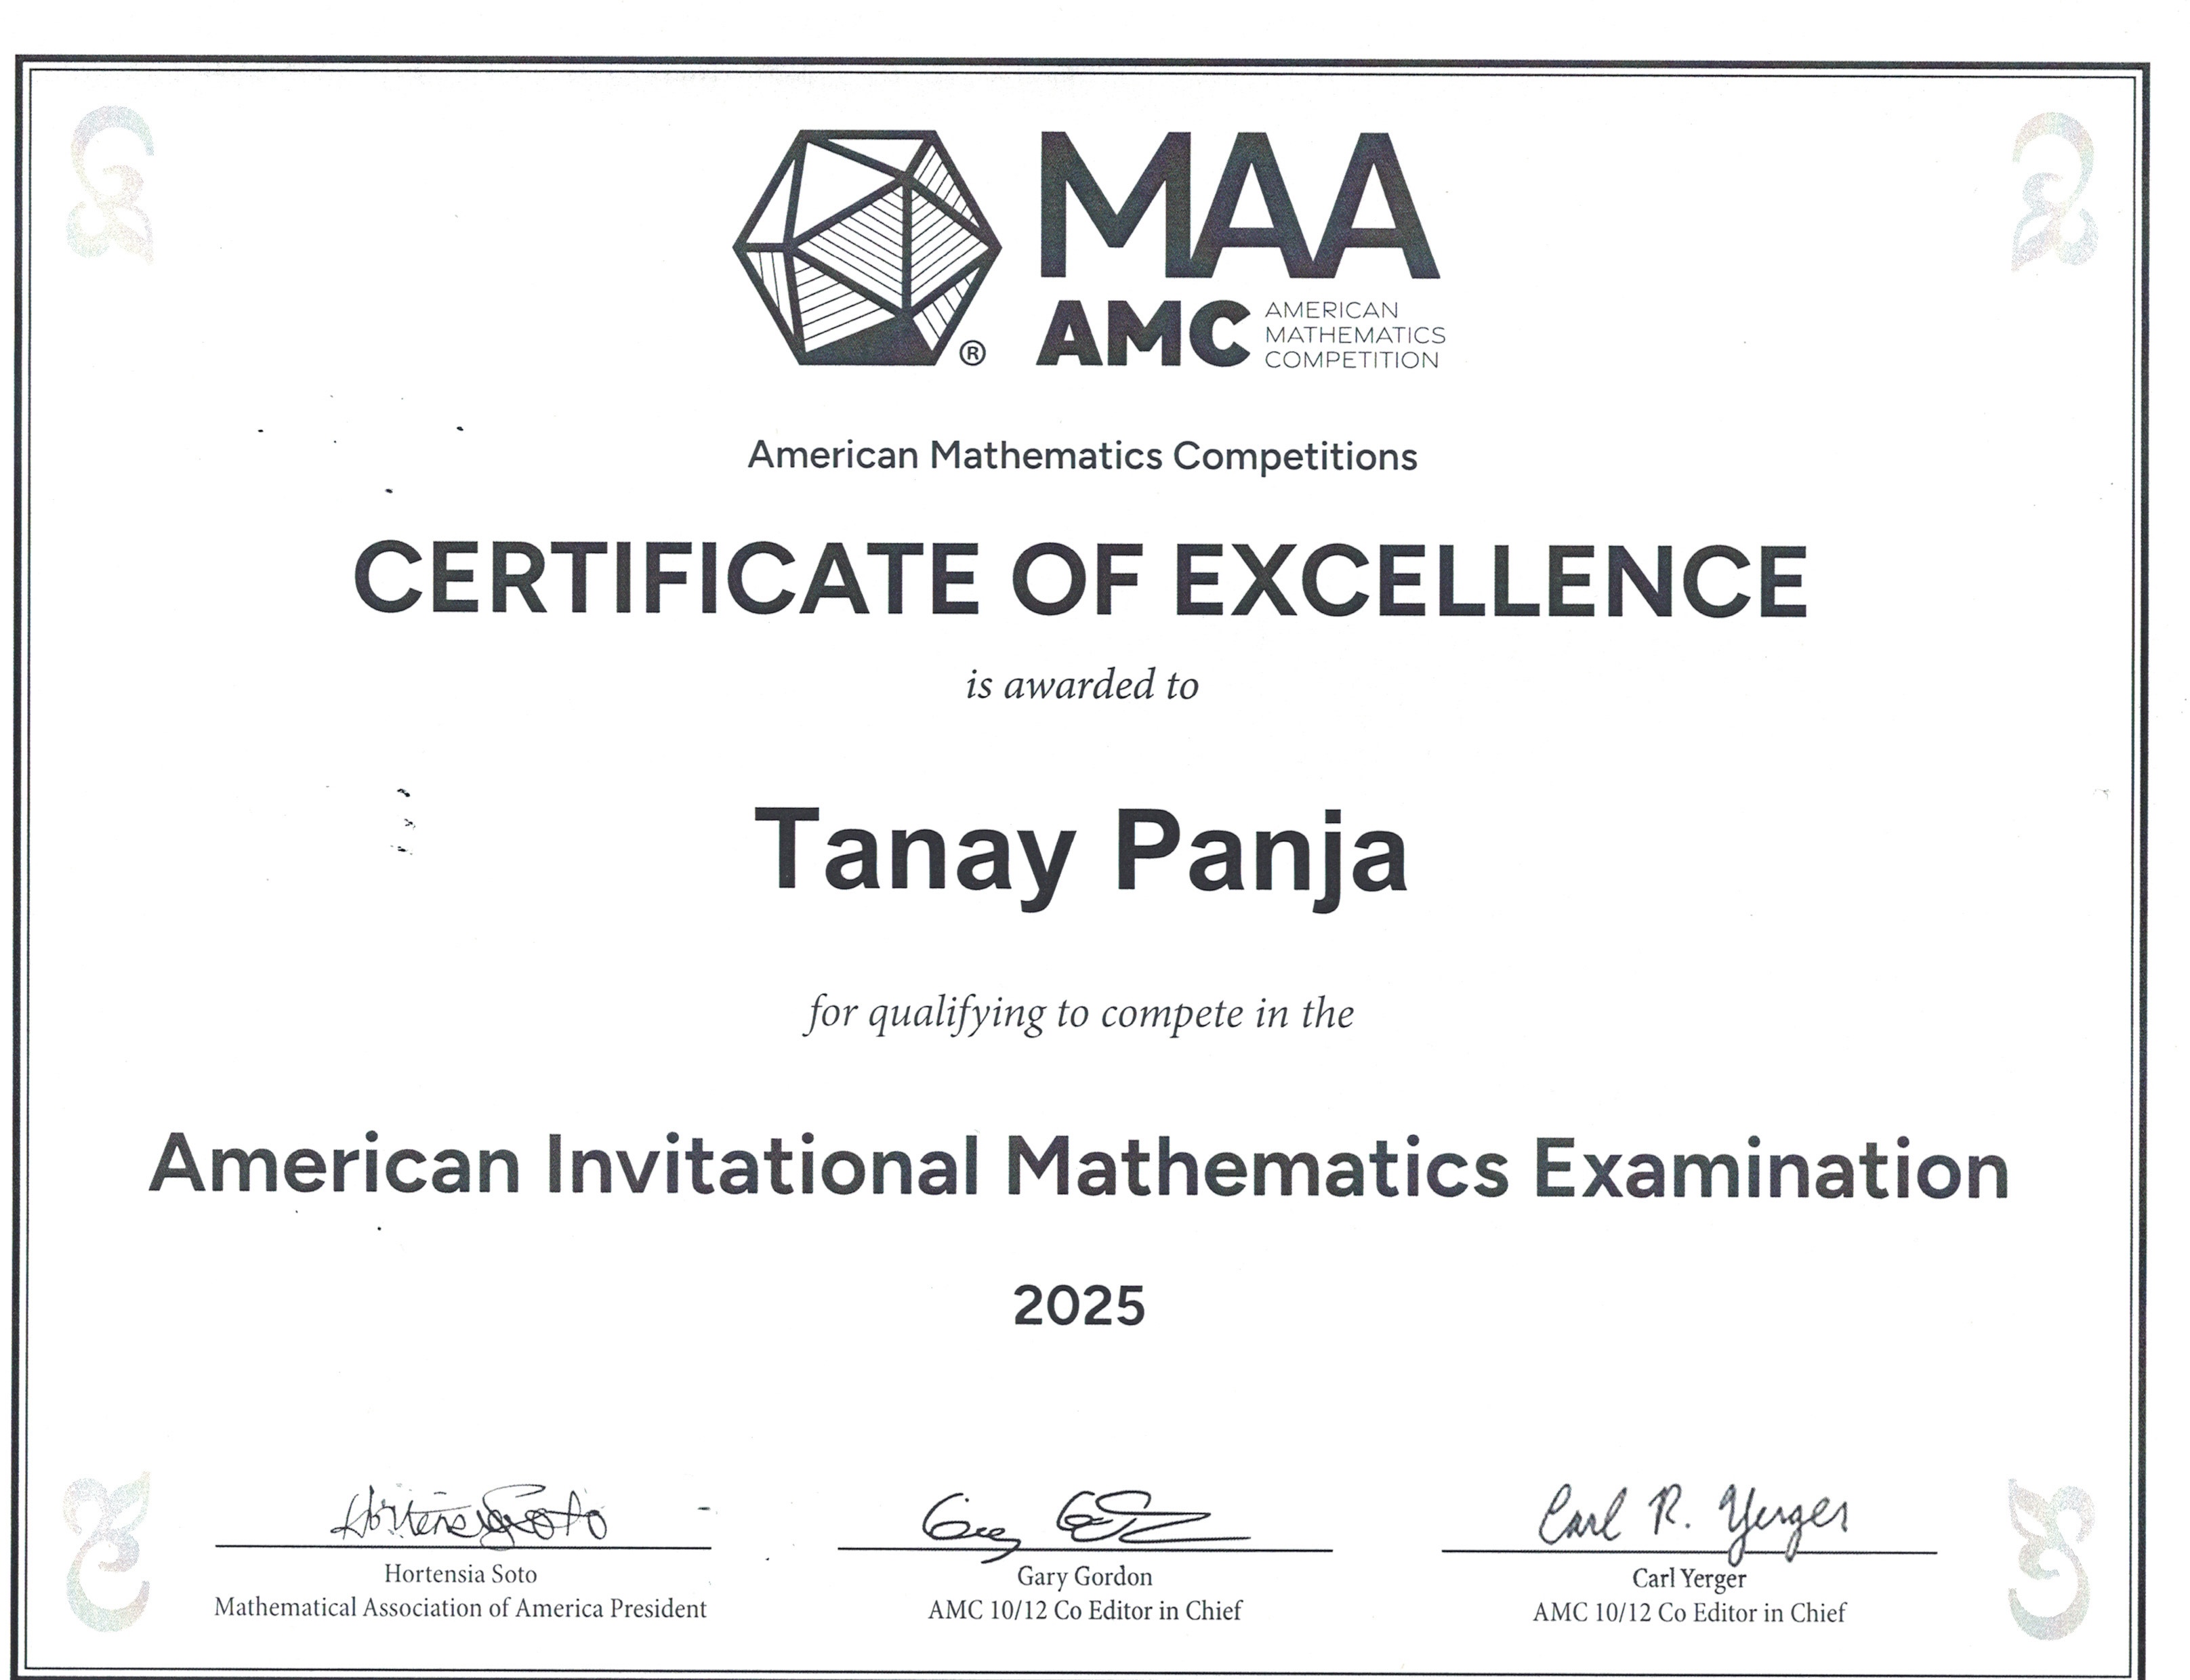 MAA
AMC AMERICAN
MATHEMATICS
COMPETITION
®
American Mathematics Competitions
CERTIFICATE OF EXCELLENCE
is awarded to
Tanay Panja
for qualifying to compete in the
American Invitational Mathematics Examination
2025
Hortensia Soto
Gary Gordon
Carl R. Yerger
Hortensia Soto
Mathematical Association of America President
Gary Gordon
AMC 10/12 Co Editor in Chief
Carl Yerger
AMC 10/12 Co Editor in Chief